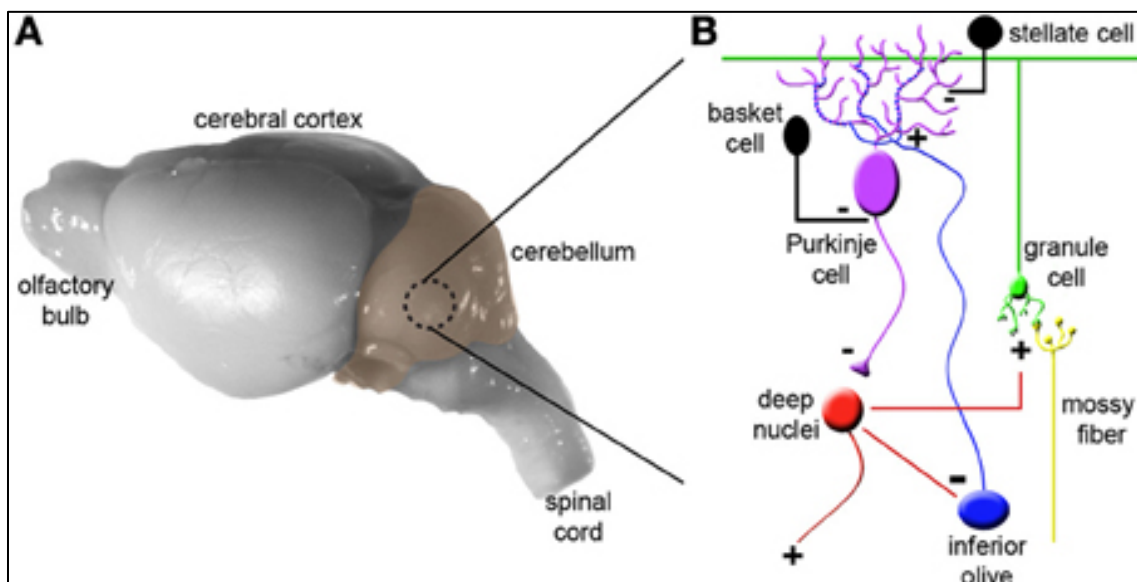 A
cerebral cortex
olfactory
bulb
cerebellum
spinal
cord
B
stellate cell
-
basket
cell
+
-
Purkinje
cell
granule
cell
-
+
deep
nuclei
mossy
fiber
-
+
inferior
olive